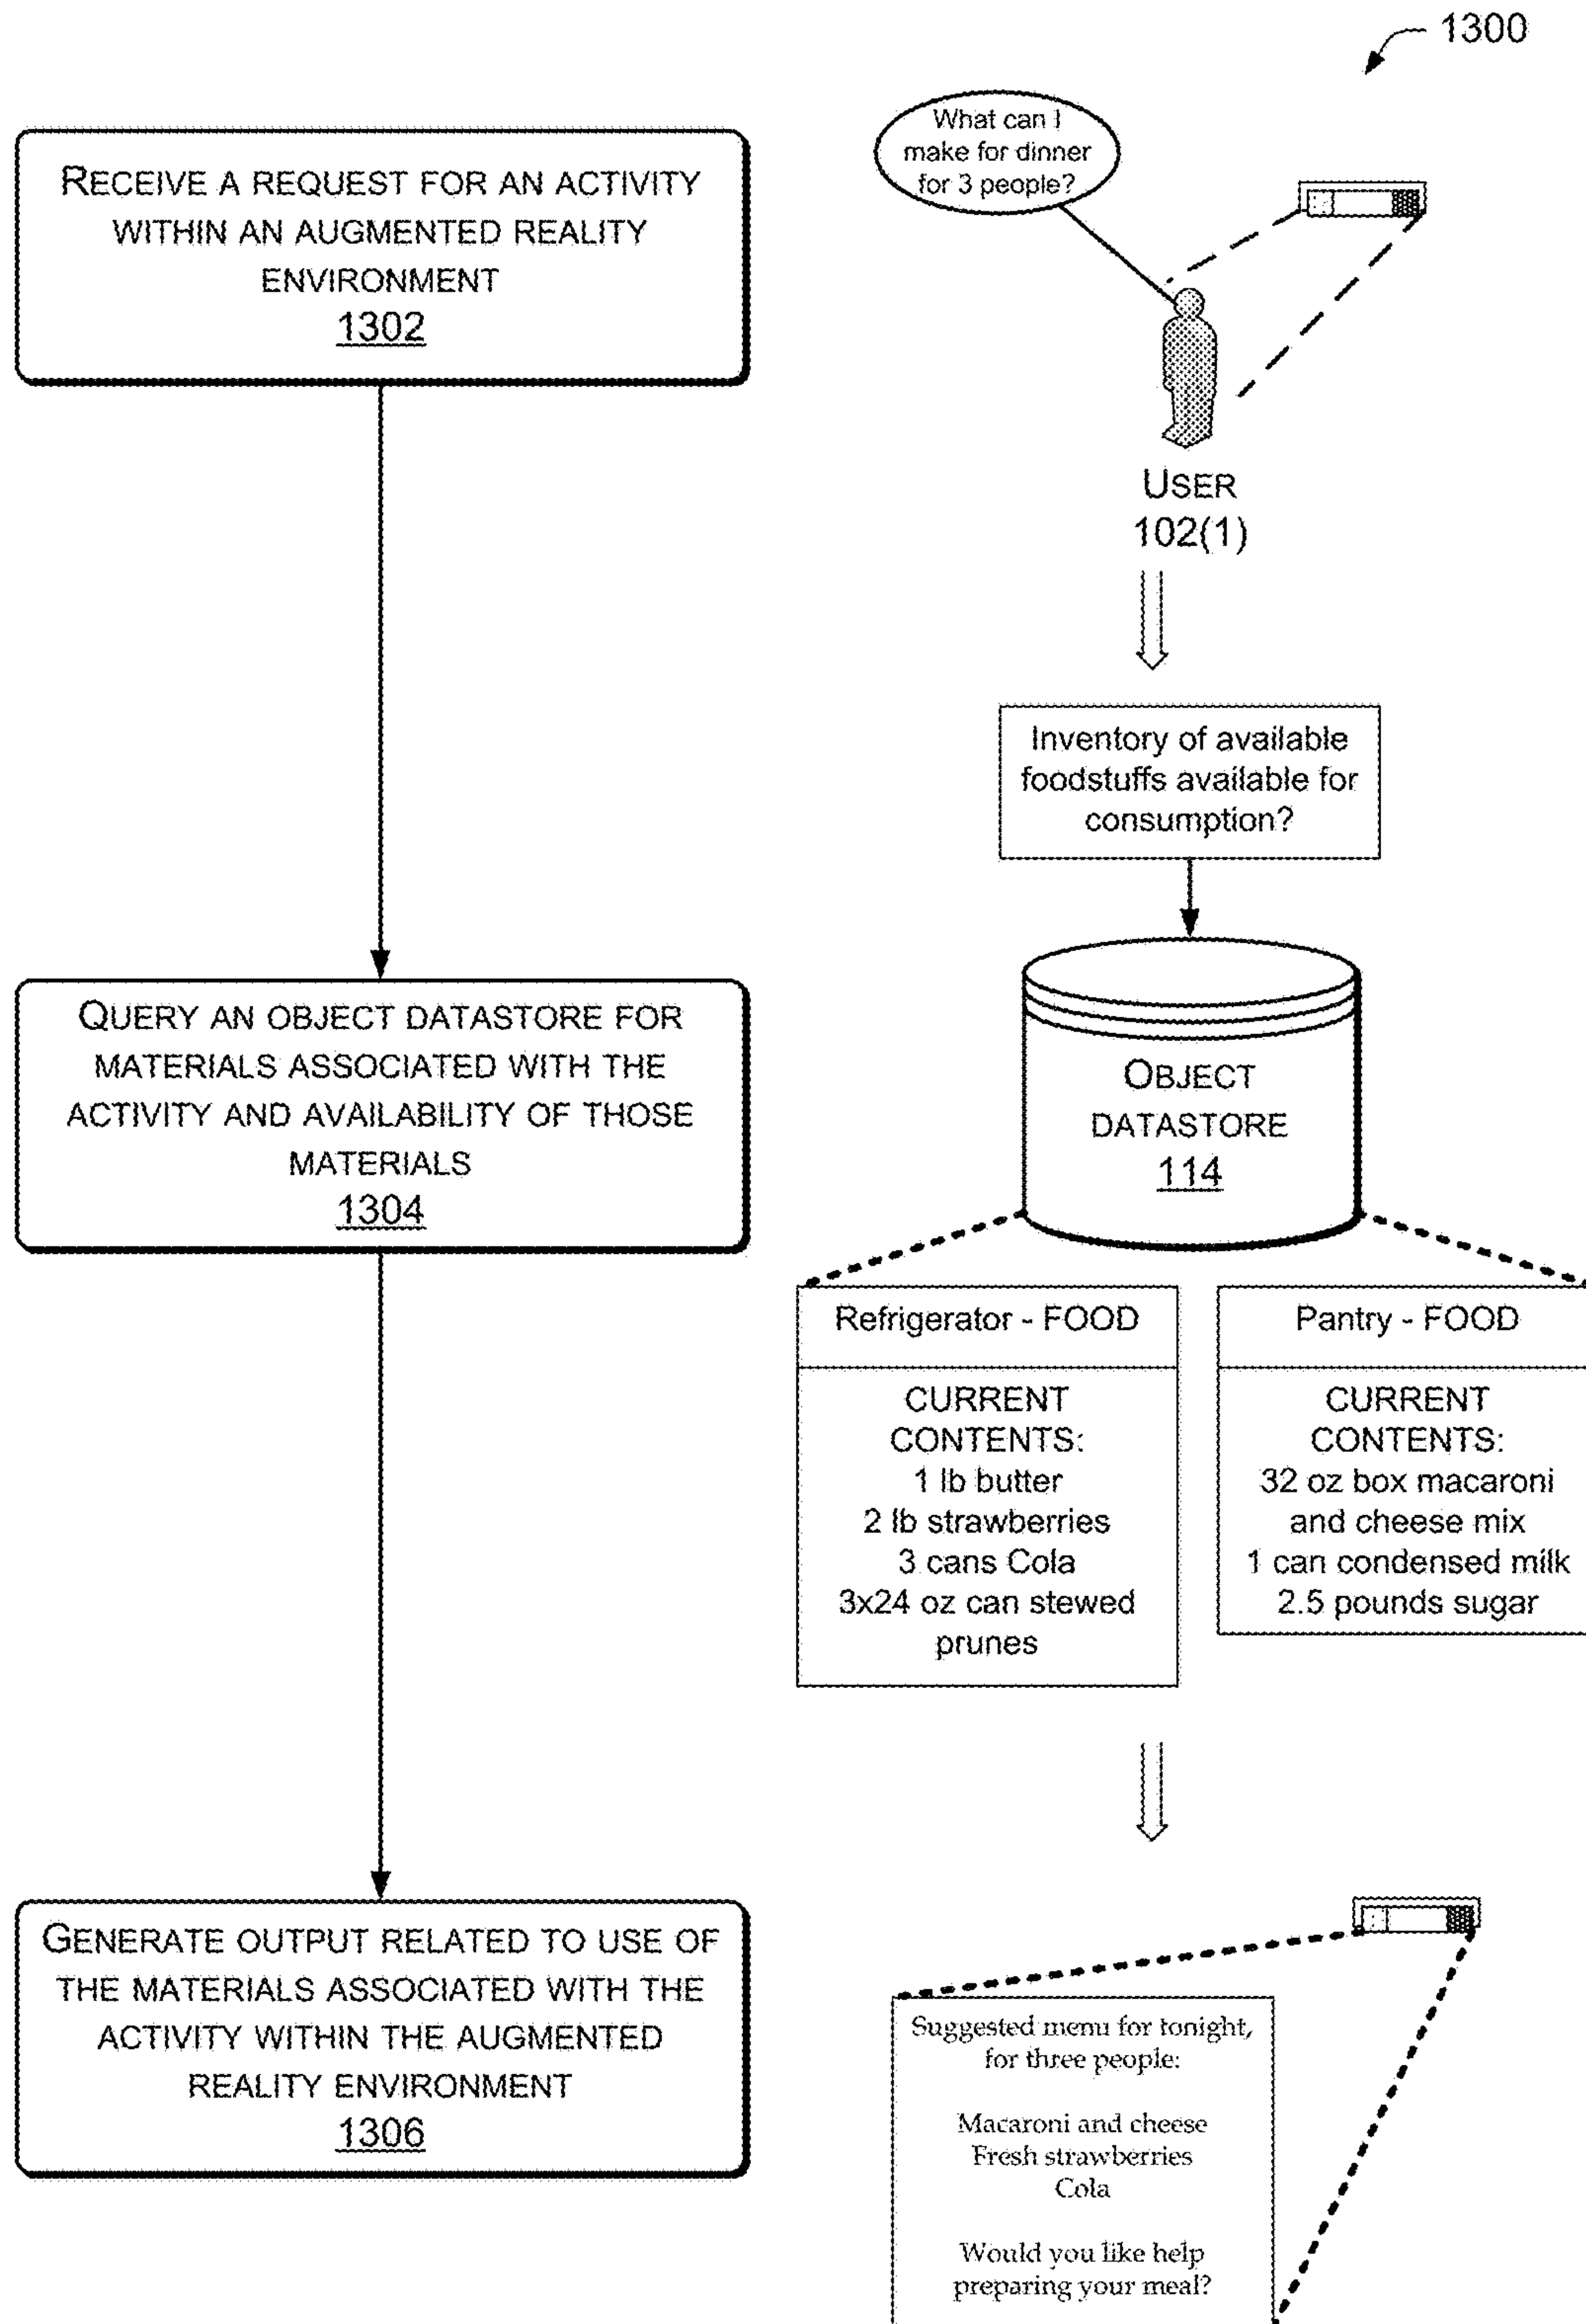 1300
RECEIVE A REQUEST FOR AN ACTIVITY
WITHIN AN AUGMENTED REALITY
ENVIRONMENT
1302
What can I
make for dinner
for 3 people?
USER
102(1)
Inventory of available
foodstuffs available for
consumption?
QUERY AN OBJECT DATASTORE FOR
MATERIALS ASSOCIATED WITH THE
ACTIVITY AND AVAILABILITY OF THOSE
MATERIALS
1304
OBJECT
DATASTORE
114
Refrigerator - FOOD
CURRENT
CONTENTS:
1 lb butter
2 lb strawberries
3 cans Cola
3x24 oz can stewed
prunes
Pantry - FOOD
CURRENT
CONTENTS:
32 oz box macaroni
and cheese mix
1 can condensed milk
2.5 pounds sugar
GENERATE OUTPUT RELATED TO USE OF
THE MATERIALS ASSOCIATED WITH THE
ACTIVITY WITHIN THE AUGMENTED
REALITY ENVIRONMENT
1306
Suggested menu for tonight,
for three people:
Macaroni and cheese
Fresh strawberries
Cola
Would you like help
preparing your meal?